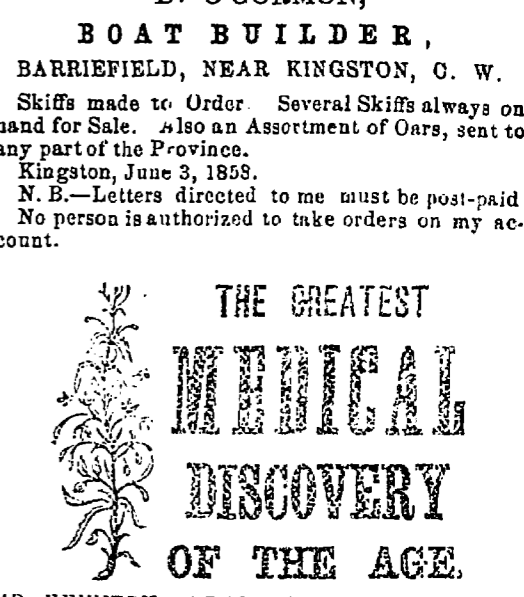 BOAT BUILDER,
BARRIEFIELD, NEAR KINGSTON, C. W.
Skiffs made to Order. Several Skiffs always on
hand for Sale. Also an Assortment of Oars, sent to
any part of the Province.
Kingston, June 3, 1858.
N. B.—Letters directed to me must be post-paid
No person is authorized to take orders on my ac-
count.
THE GREATEST
MEDICAL
DISCOVERY
OF THE AGE.